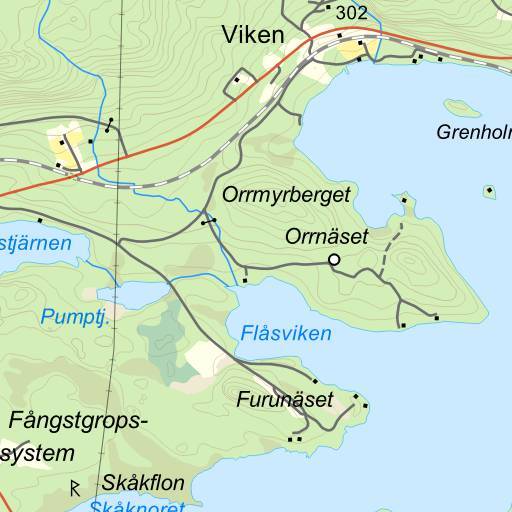 302
Viken
Grenholm
Orrmyrberget
Orrnäset
stjärnen
Pumptj.
Flåsviken
Furunäset
Fångstgrops-
system
Skåkflon
Skåknoret